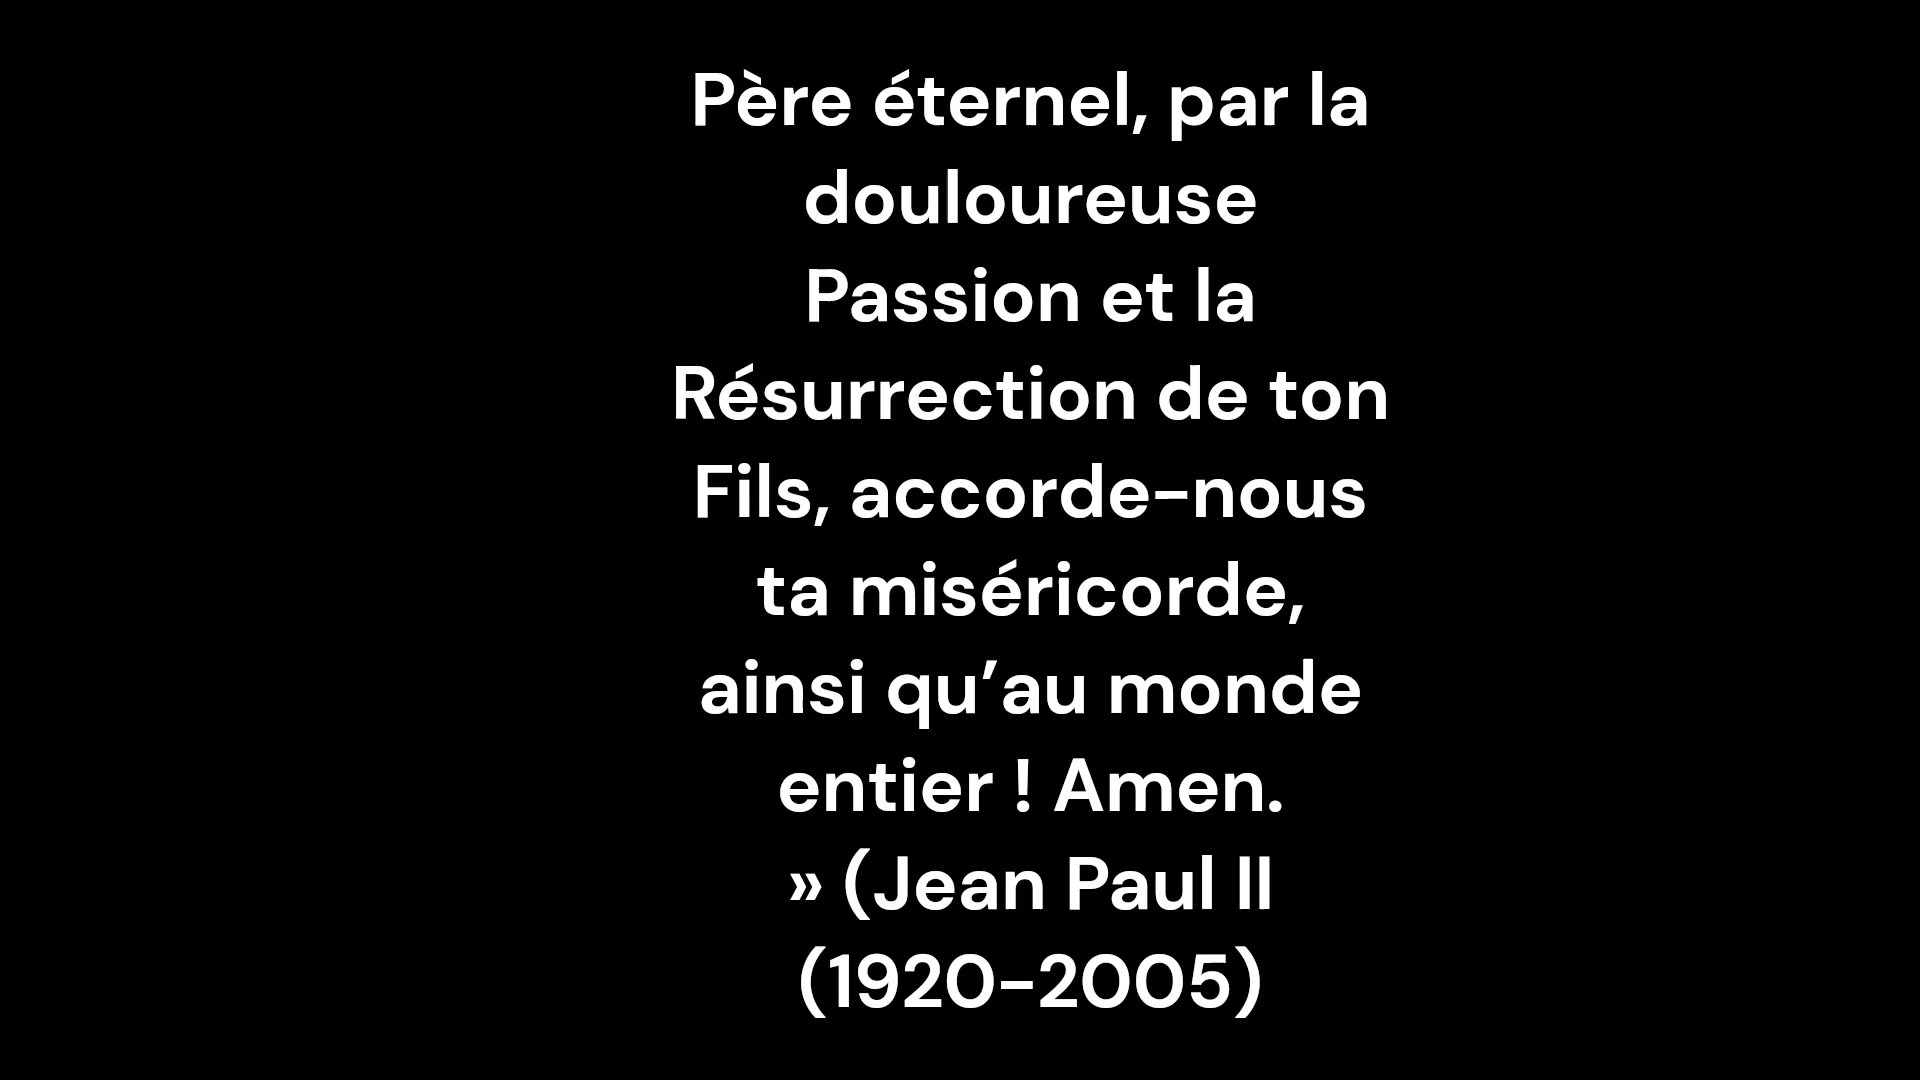 Père éternel, par la
douloureuse
Passion et la
Résurrection de ton
Fils, accorde-nous
ta miséricorde,
ainsi qu’au monde
entier ! Amen.
» (Jean Paul II
(1920-2005)